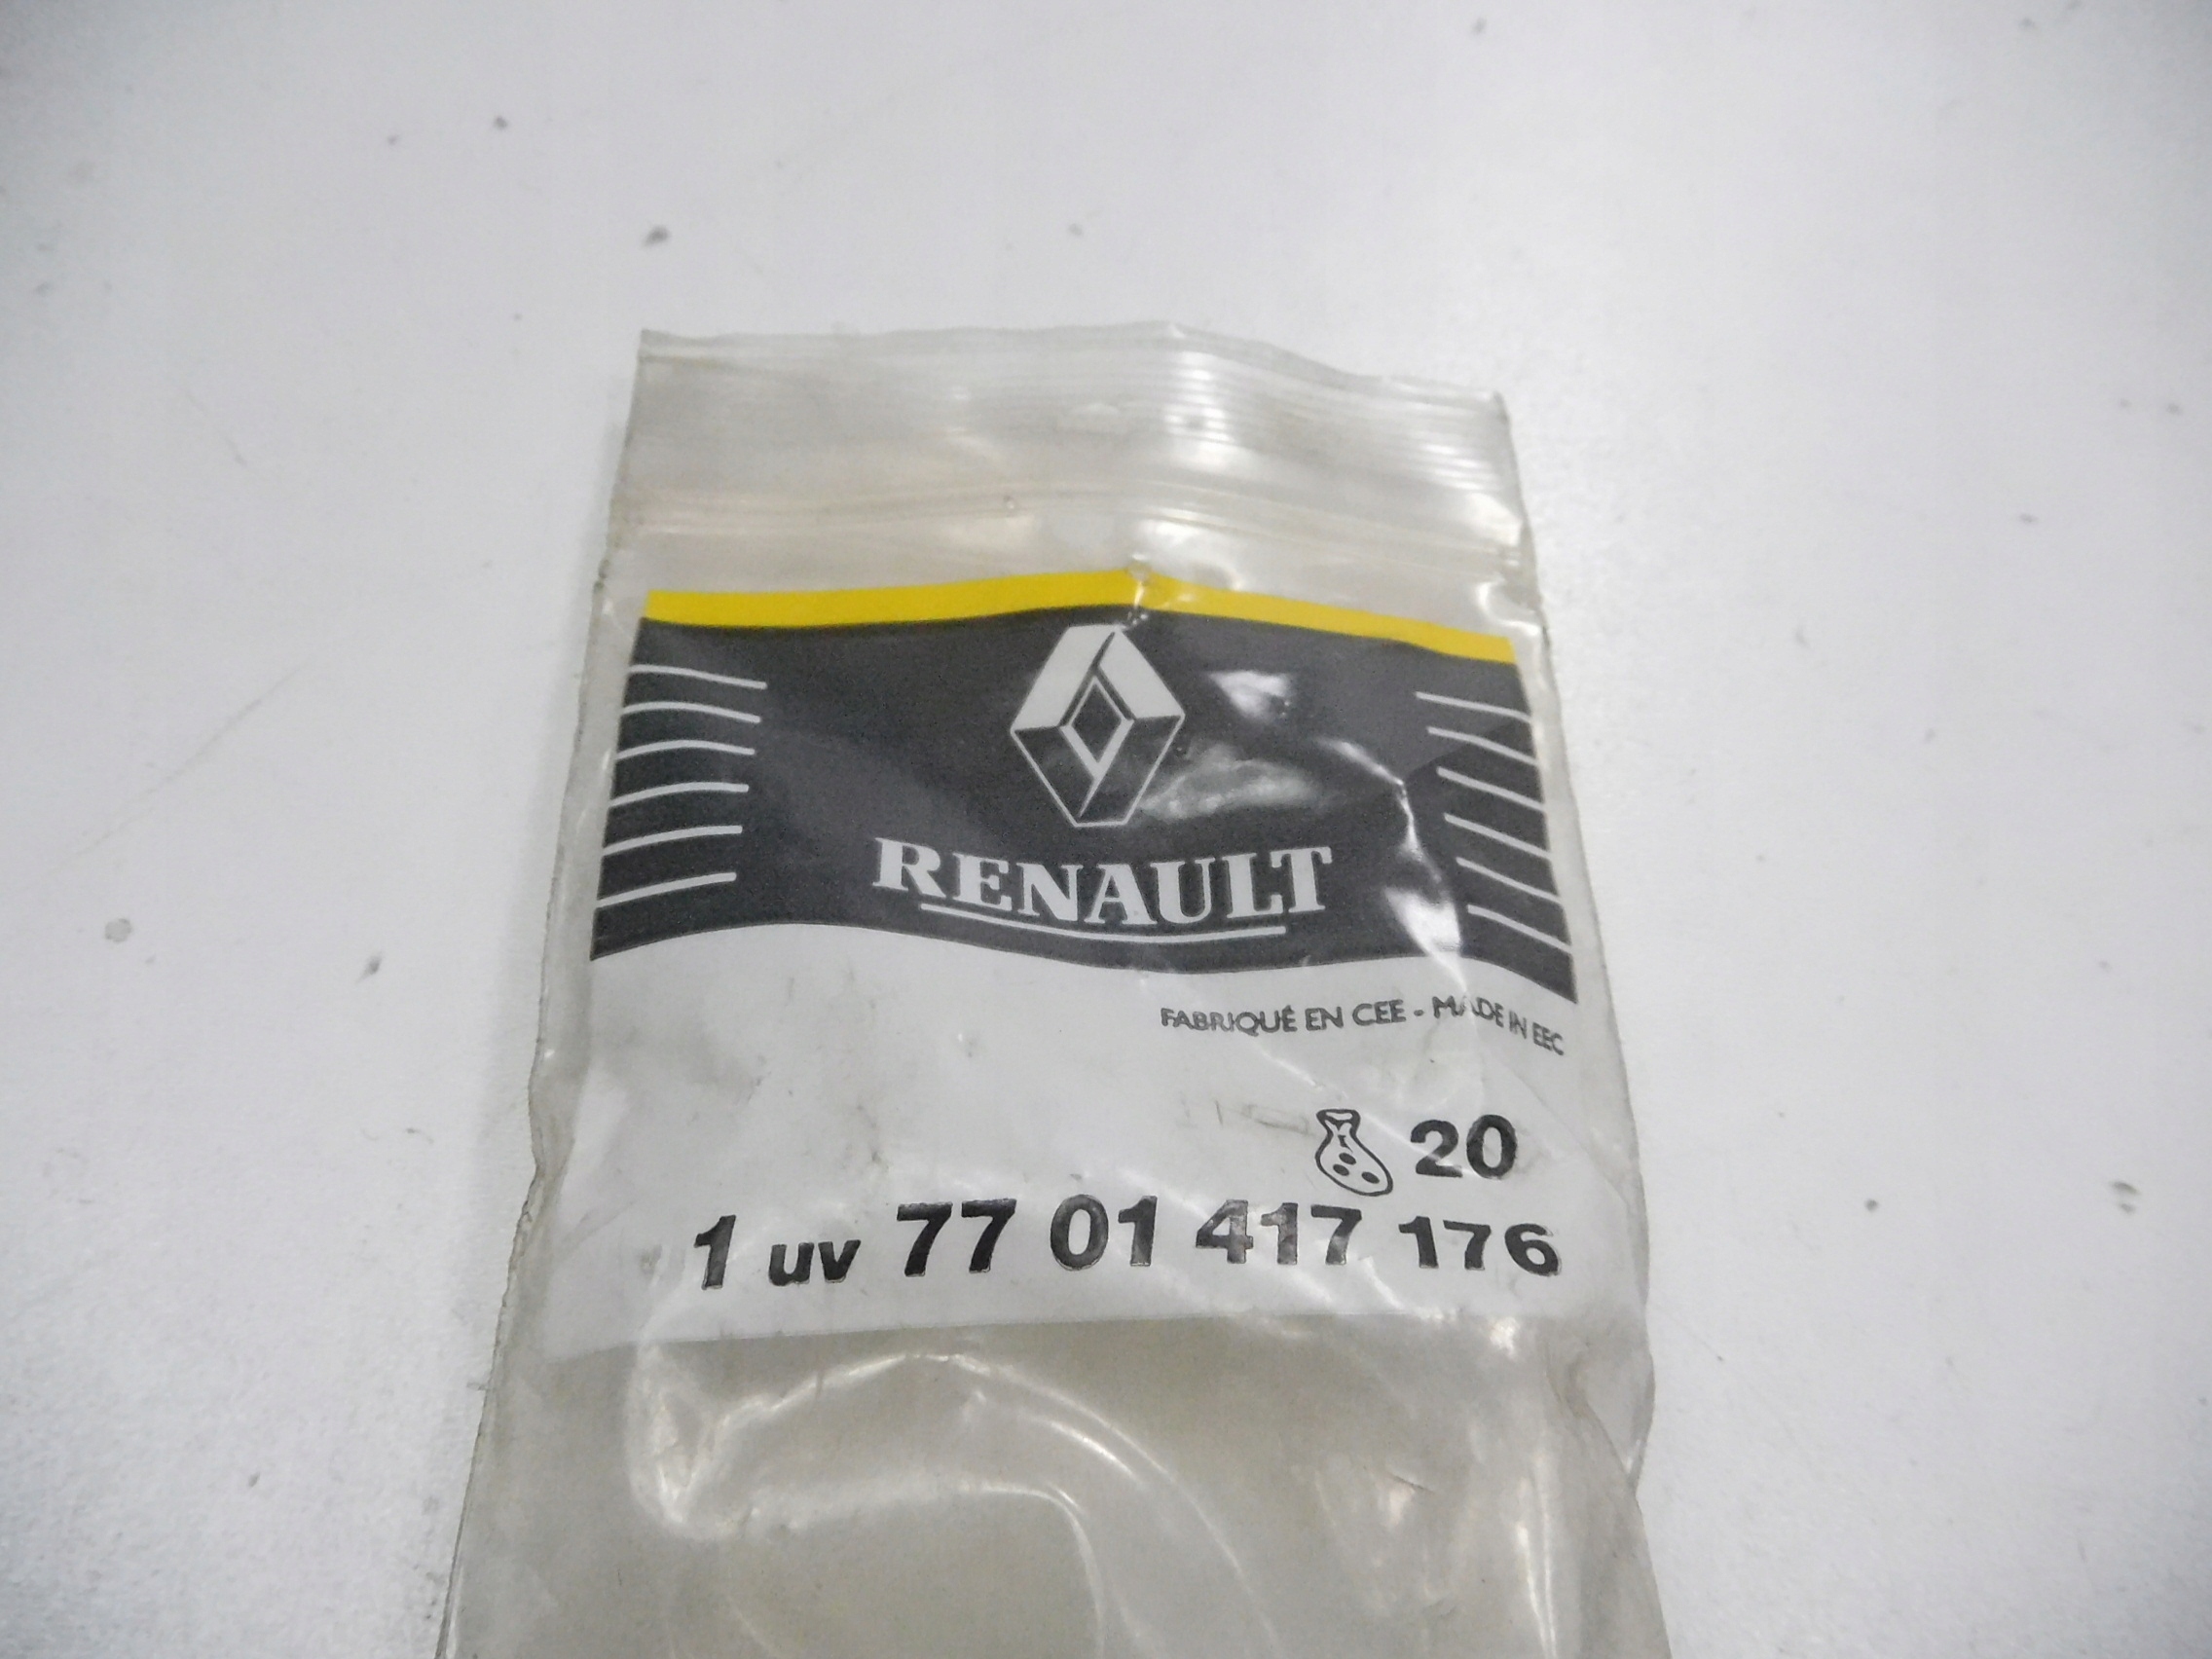 RENAULT
FABRIQUÉ EN CEE - MADE IN EEC
20
1 uv 77 01 417 176